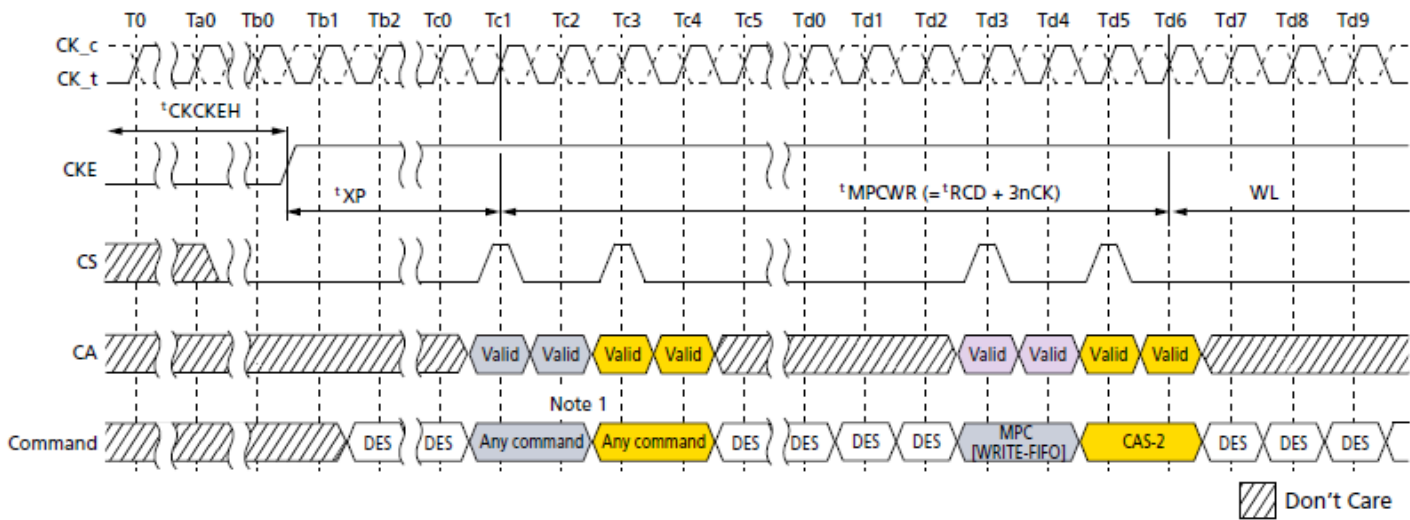 T0 Ta0 Tb0 Tb1 Tb2 Tc0 Tc1 Tc2 Tc3 Tc4 Tc5 Td0 Td1 Td2 Td3 Td4 Td5 Td6 Td7 Td8 Td9
CK_c
CK_t
tCKCKEH
CKE
tXP tMPCWR (=tRCD + 3nCK) WL
CS
CA Valid Valid Valid Valid Valid Valid Valid Valid
Note 1
Command DES DES Any command Any command DES DES DES DES MPC [WRITE-FIFO] CAS-2 DES DES DES
Don't Care